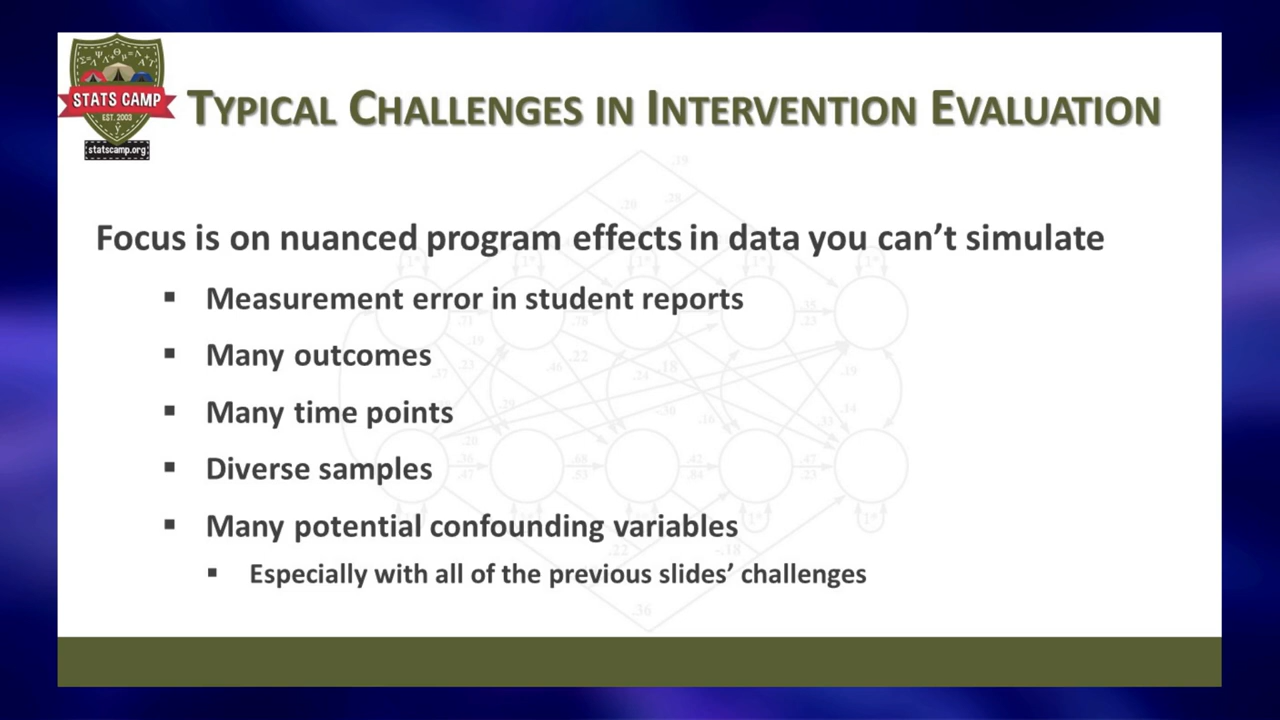 STATS CAMP
EST. 2003
statscamp.org
TYPICAL CHALLENGES IN INTERVENTION EVALUATION
Focus is on nuanced program effects in data you can’t simulate
▪ Measurement error in student reports
▪ Many outcomes
▪ Many time points
▪ Diverse samples
▪ Many potential confounding variables
▪ Especially with all of the previous slides’ challenges